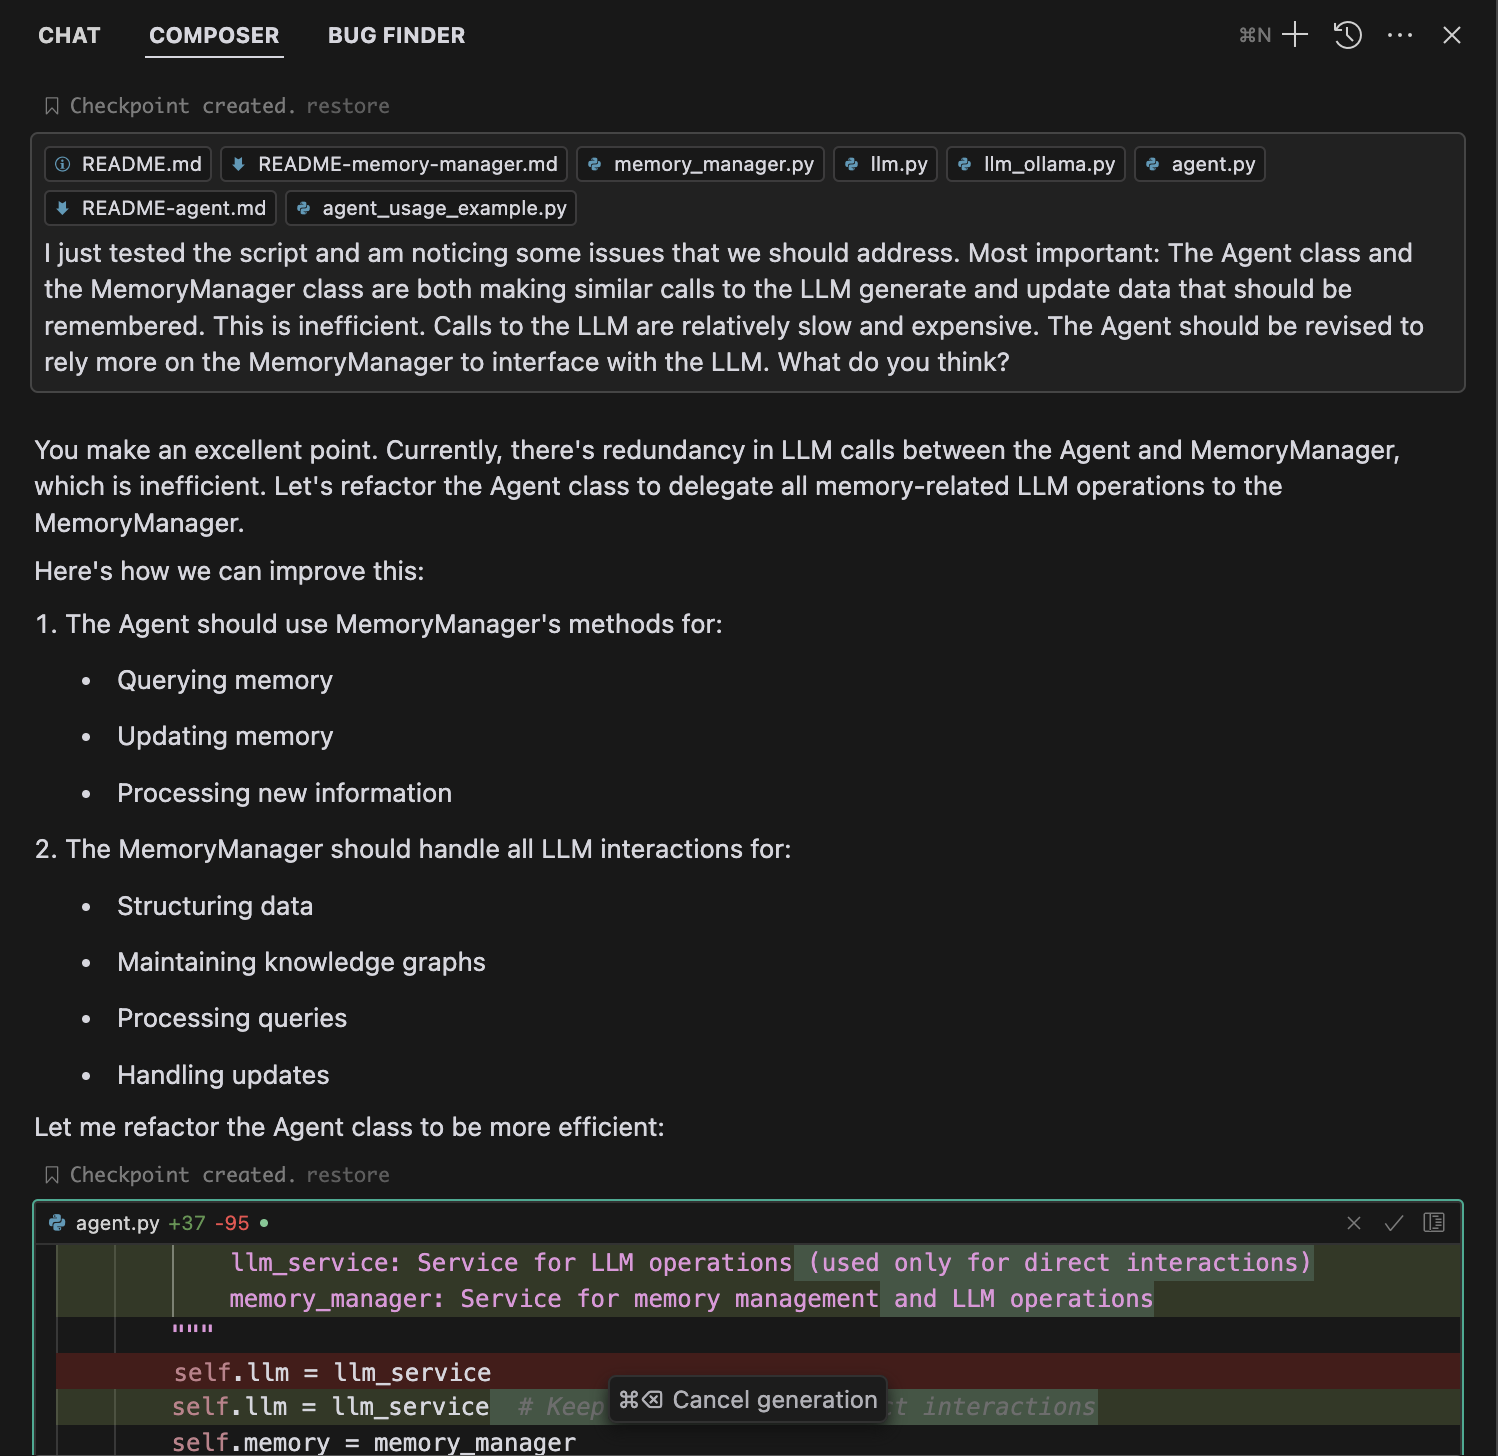 CHAT COMPOSER BUG FINDER ⌘N
Checkpoint created. restore
README.md README-memory-manager.md memory_manager.py llm.py llm_ollama.py agent.py
README-agent.md agent_usage_example.py
I just tested the script and am noticing some issues that we should address. Most important: The Agent class and
the MemoryManager class are both making similar calls to the LLM generate and update data that should be
remembered. This is inefficient. Calls to the LLM are relatively slow and expensive. The Agent should be revised to
rely more on the MemoryManager to interface with the LLM. What do you think?
You make an excellent point. Currently, there's redundancy in LLM calls between the Agent and MemoryManager,
which is inefficient. Let's refactor the Agent class to delegate all memory-related LLM operations to the
MemoryManager.
Here's how we can improve this:
1. The Agent should use MemoryManager's methods for:
• Querying memory
• Updating memory
• Processing new information
2. The MemoryManager should handle all LLM interactions for:
• Structuring data
• Maintaining knowledge graphs
• Processing queries
• Handling updates
Let me refactor the Agent class to be more efficient:
Checkpoint created. restore
agent.py +37 -95
llm_service: Service for LLM operations (used only for direct interactions)
memory_manager: Service for memory management and LLM operations
"""
self.llm = llm_service
self.llm = llm_service # Keep interactions
⌘⌫ Cancel generation
self.memory = memory_manager